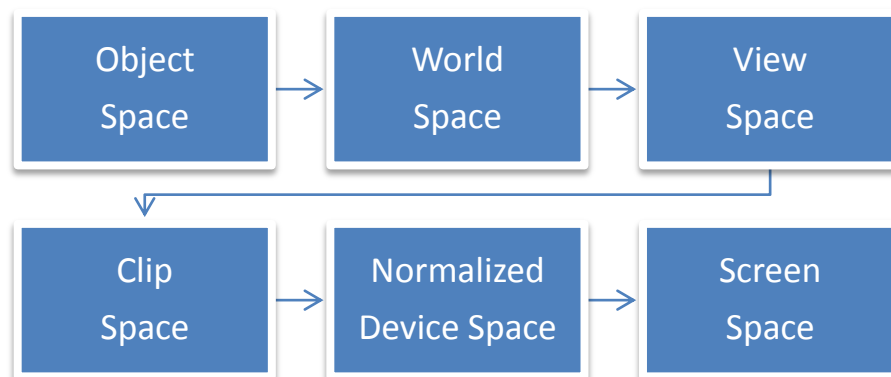 Object
Space
World
Space
View
Space
Clip
Space
Normalized
Device Space
Screen
Space